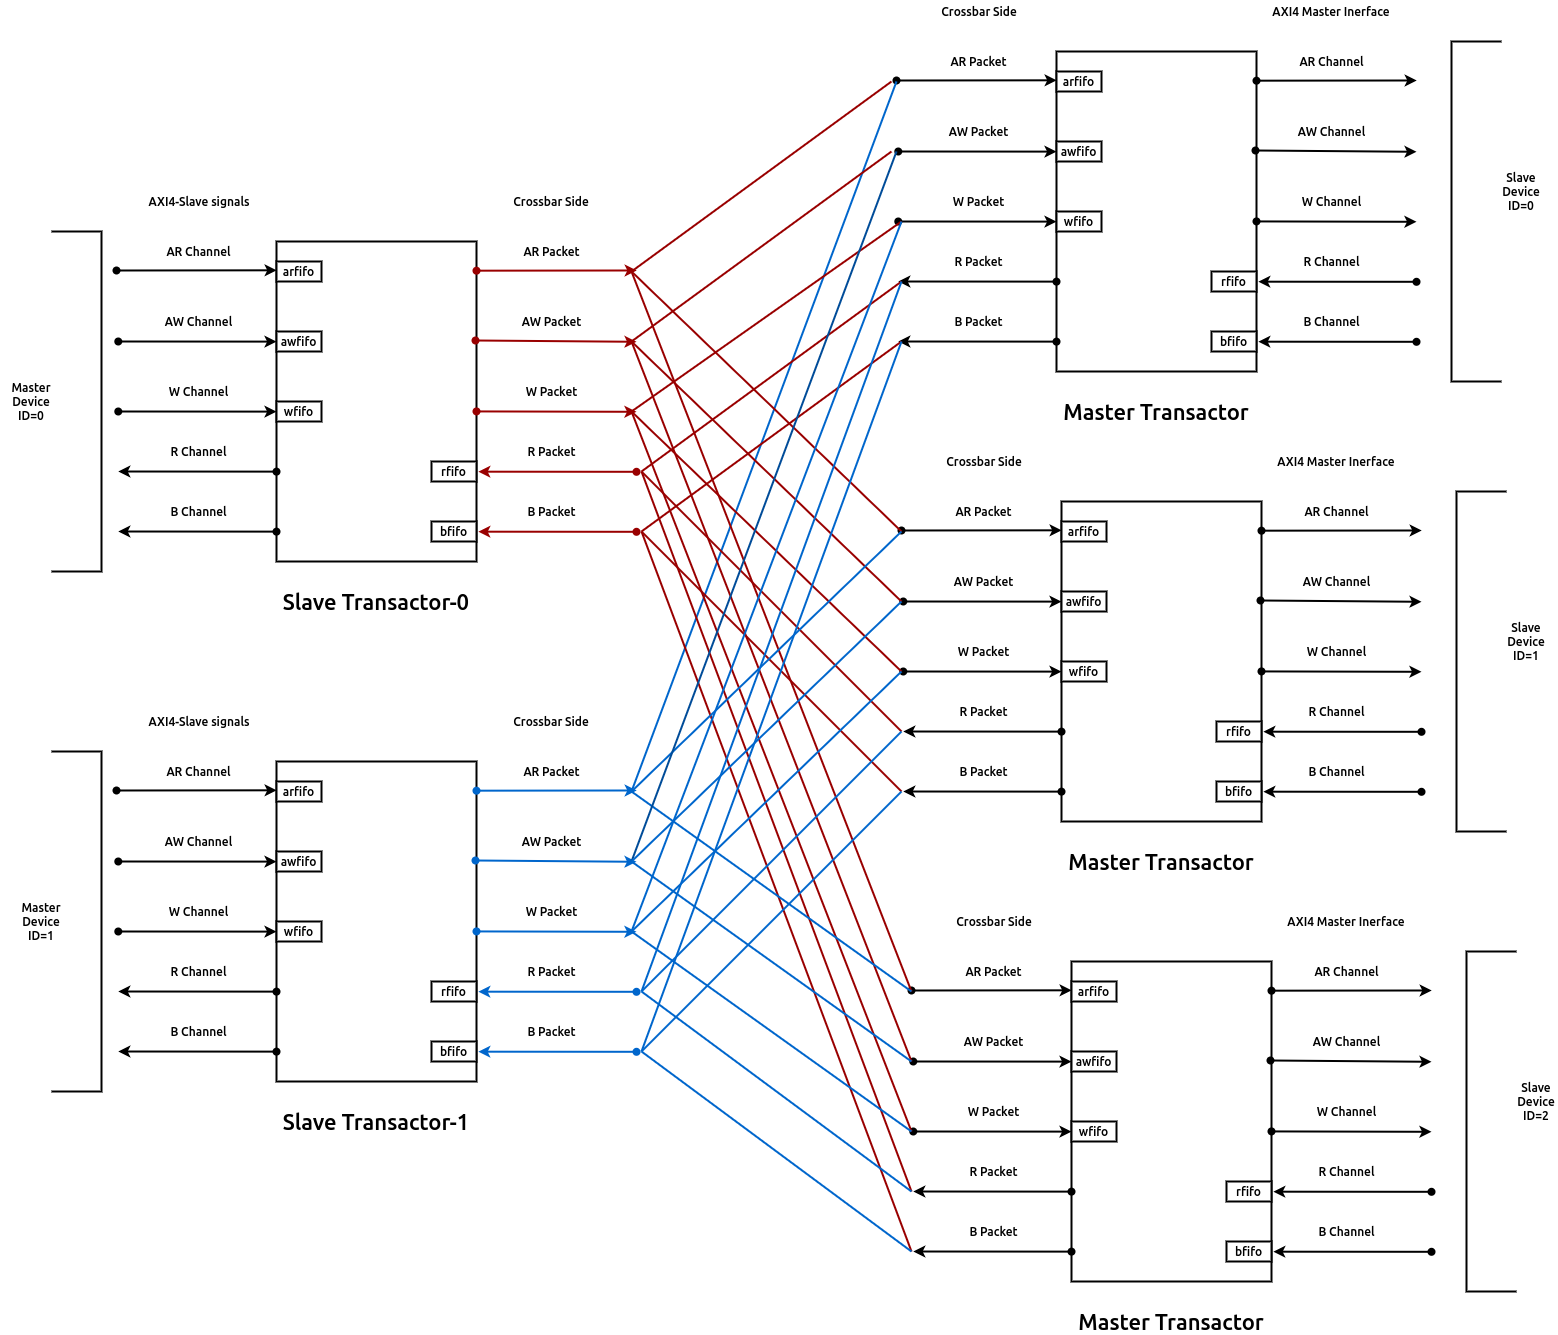 Crossbar Side
AXI4 Master Inerface
AR Packet
AR Channel
arfifo
AW Packet
AW Channel
awfifo
W Packet
W Channel
wfifo
R Packet
R Channel
rfifo
B Packet
B Channel
bfifo
Slave
Device
ID=0
Master Transactor
AXI4-Slave signals
Crossbar Side
AR Channel
AR Packet
arfifo
AW Channel
AW Packet
awfifo
W Channel
W Packet
wfifo
R Channel
R Packet
rfifo
B Channel
B Packet
bfifo
Master
Device
ID=0
Slave Transactor-0
Crossbar Side
AXI4 Master Inerface
AR Packet
AR Channel
arfifo
AW Packet
AW Channel
awfifo
W Packet
W Channel
wfifo
R Packet
R Channel
rfifo
B Packet
B Channel
bfifo
Slave
Device
ID=1
Master Transactor
AXI4-Slave signals
Crossbar Side
AR Channel
AR Packet
arfifo
AW Channel
AW Packet
awfifo
W Channel
W Packet
wfifo
R Channel
R Packet
rfifo
B Channel
B Packet
bfifo
Master
Device
ID=1
Slave Transactor-1
Crossbar Side
AXI4 Master Inerface
AR Packet
AR Channel
arfifo
AW Packet
AW Channel
awfifo
W Packet
W Channel
wfifo
R Packet
R Channel
rfifo
B Packet
B Channel
bfifo
Slave
Device
ID=2
Master Transactor